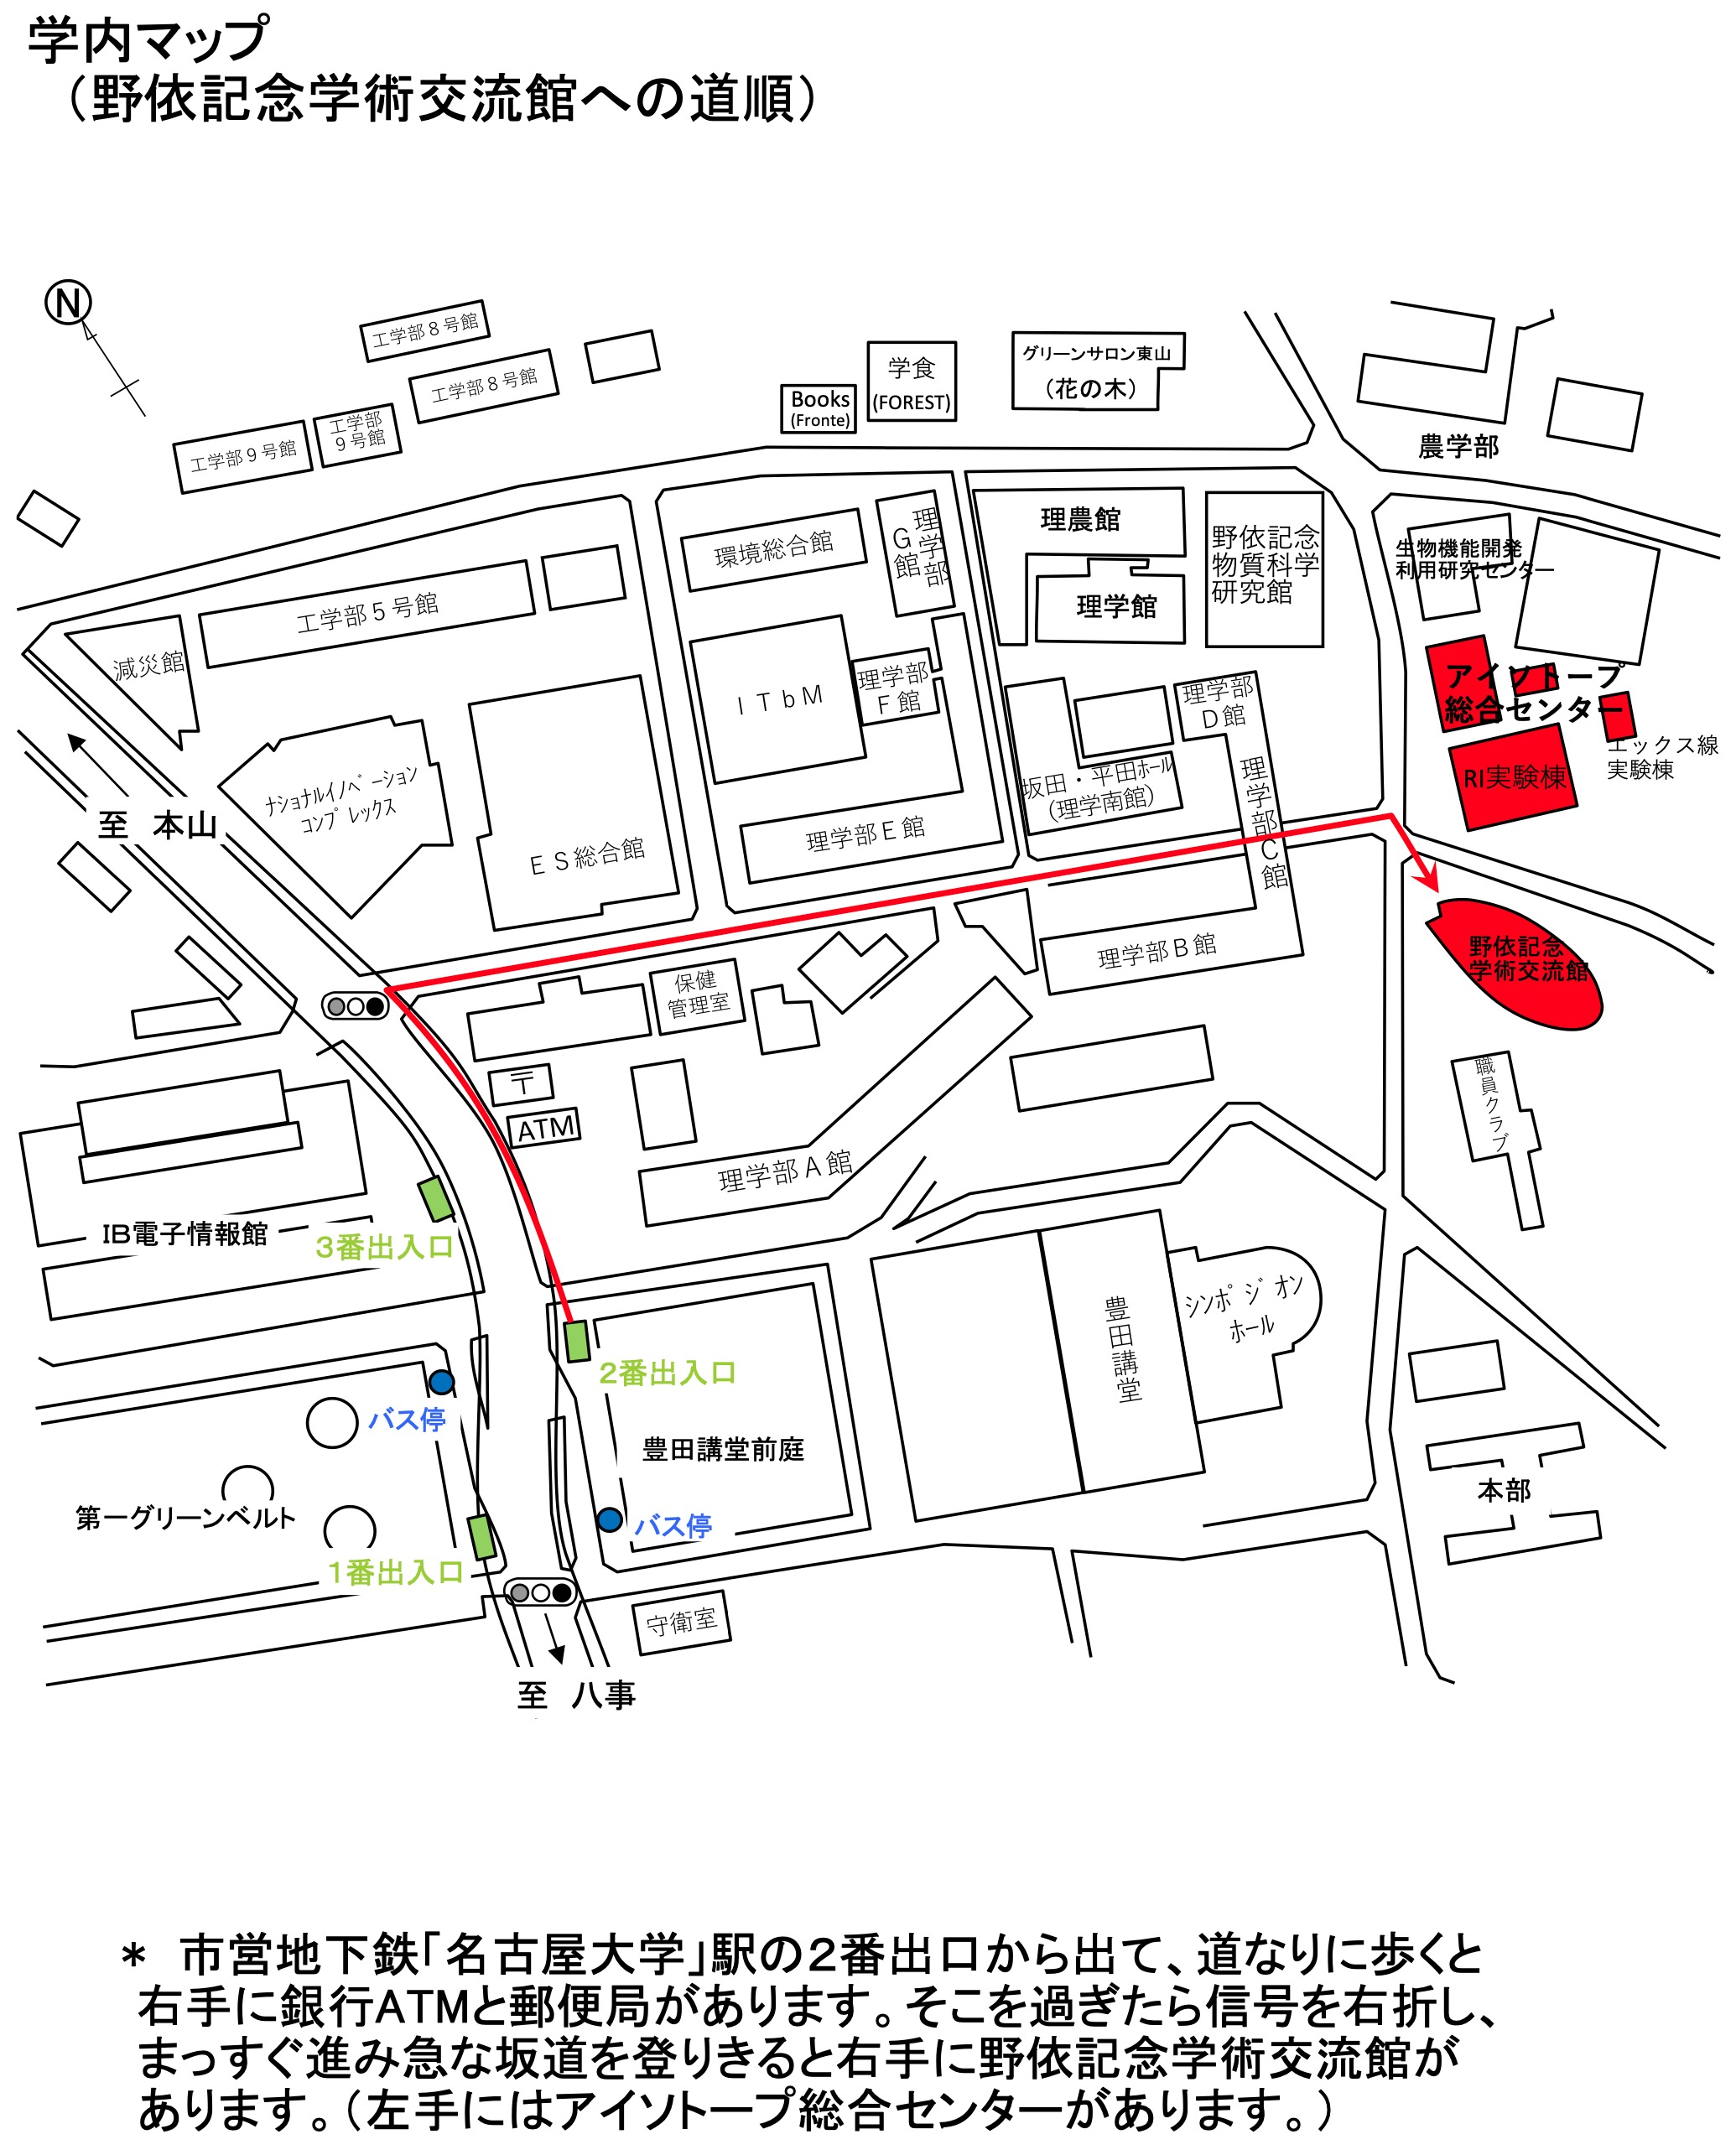 学内マップ
（野依記念学術交流館への道順）
N
工学部８号館
工学部８号館
工学部
９号館
工学部９号館
Books
(Fronte)
学食
(FOREST)
グリーンサロン東山
（花の木）
農学部
環境総合館
理学部
Ｇ館
理農館
理学館
野依記念
物質科学
研究館
生物機能開発
利用研究センター
工学部５号館
減災館
ＩＴｂＭ
理学部
Ｆ館
理学部
Ｄ館
アイソトープ
総合センター
エックス線
実験棟
RI実験棟
ナショナルイノベーション
コンプレックス
坂田・平田ホール
（理学南館）
理学部Ｃ館
至　本山
ＥＳ総合館
理学部Ｅ館
理学部Ｂ館
野依記念
学術交流館
保健
管理室
〒
ATM
職員クラブ
理学部Ａ館
IB電子情報館
３番出入口
シンポジオン
ホール
豊田講堂
２番出入口
バス停
豊田講堂前庭
本部
第一グリーンベルト
バス停
１番出入口
守衛室
至　八事
＊　市営地下鉄「名古屋大学」駅の２番出口から出て、道なりに歩くと
右手に銀行ATMと郵便局があります。そこを過ぎたら信号を右折し、
まっすぐ進み急な坂道を登りきると右手に野依記念学術交流館が
あります。（左手にはアイソトープ総合センターがあります。）